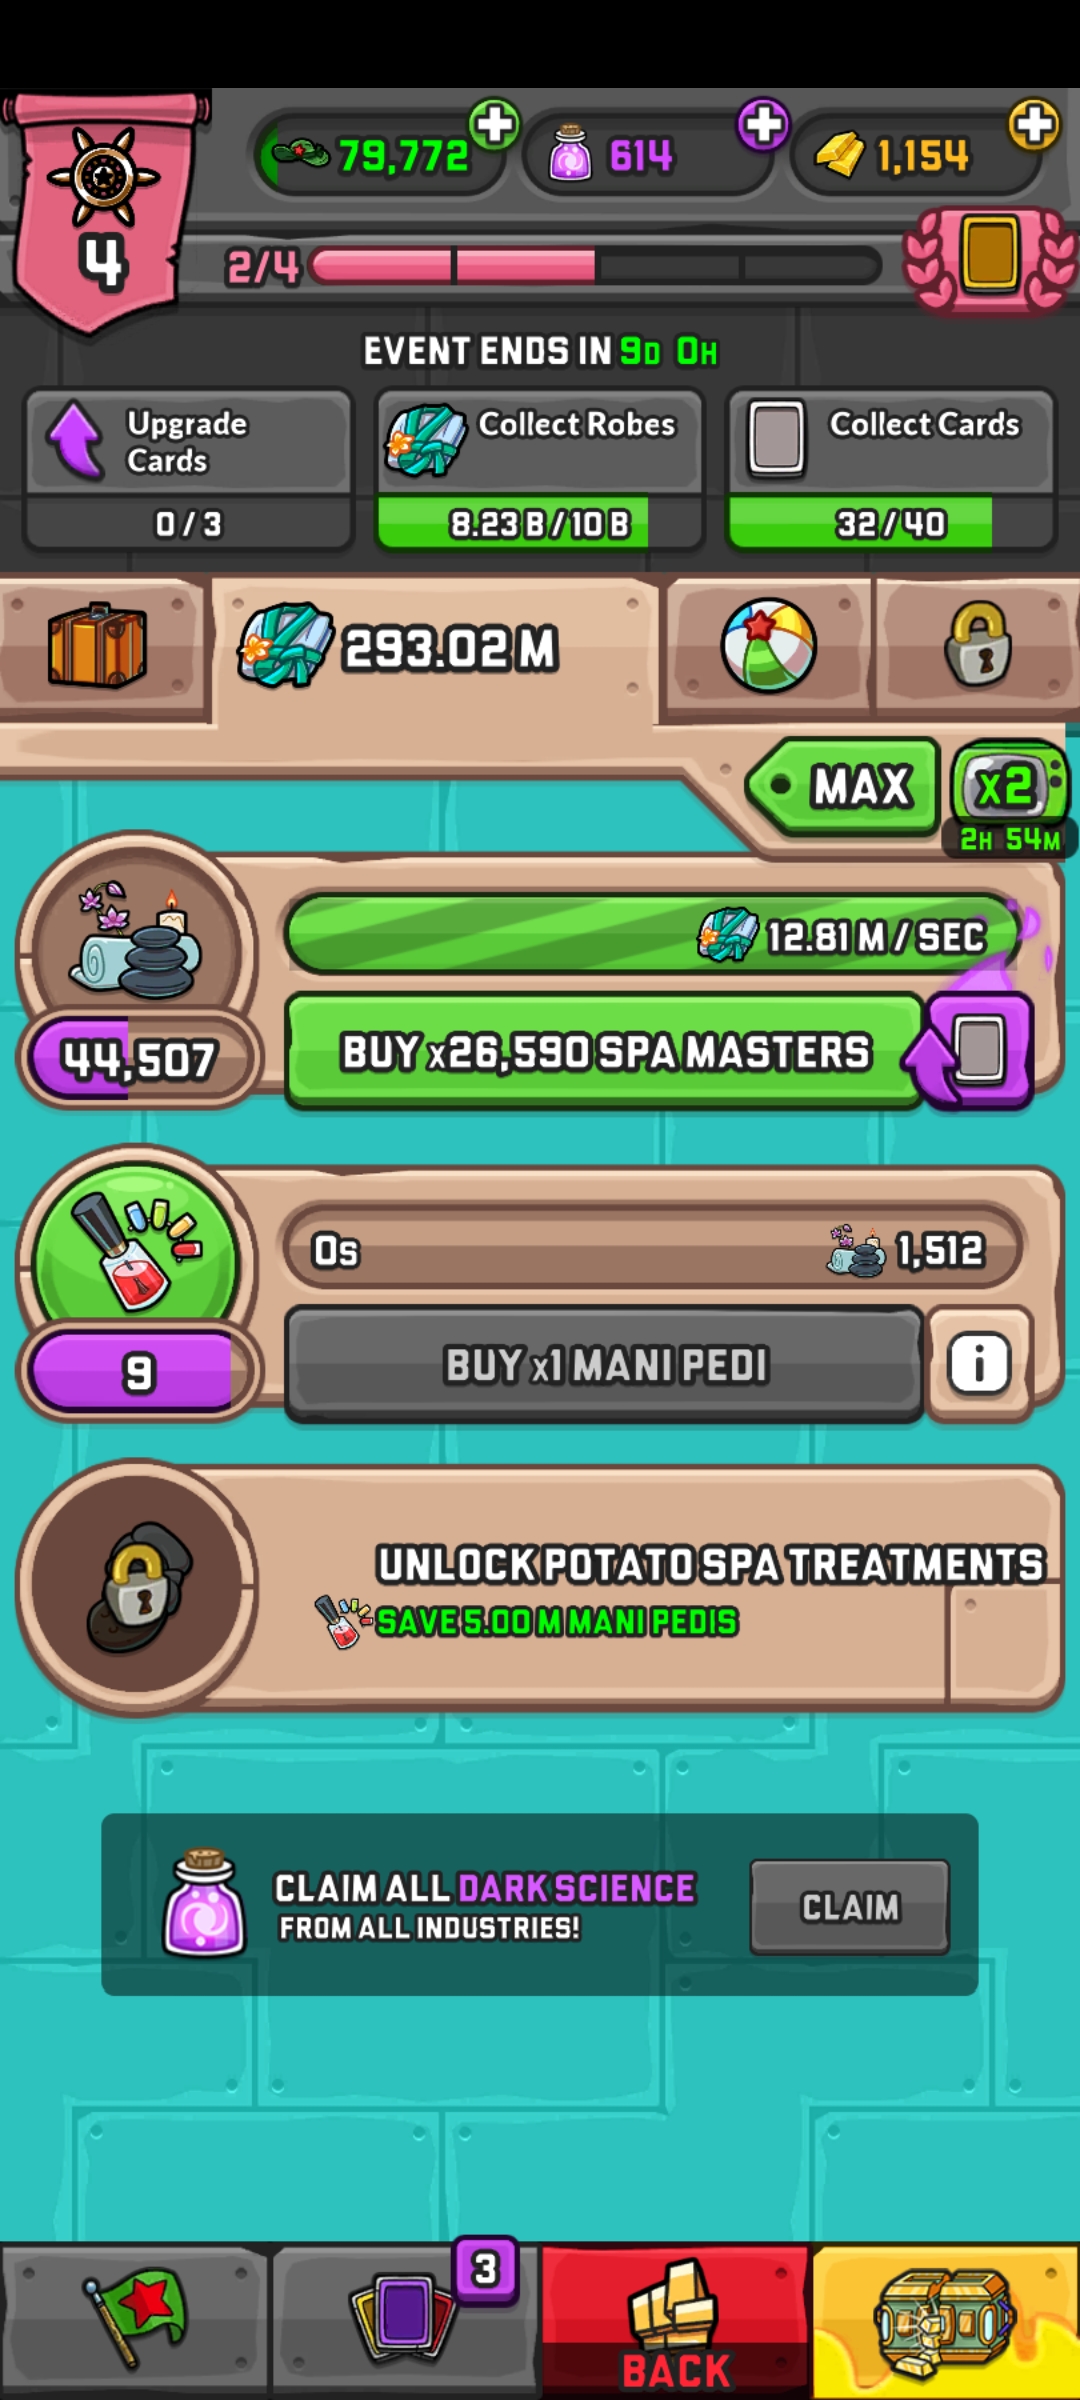 79,772
614
1,154
4
2/4
EVENT ENDS IN 9D 0H
Upgrade
Cards
Collect Robes
Collect Cards
0 / 3
8.23 B / 10 B
32 / 40
293.02 M
MAX
x2
2H 54M
12.81 M / SEC
44,507
BUY x26,590 SPA MASTERS
0s
1,512
9
BUY x1 MANI PEDI
i
UNLOCK POTATO SPA TREATMENTS
SAVE 5.00 M MANI PEDIS
CLAIM ALL DARK SCIENCE
FROM ALL INDUSTRIES!
CLAIM
3
BACK